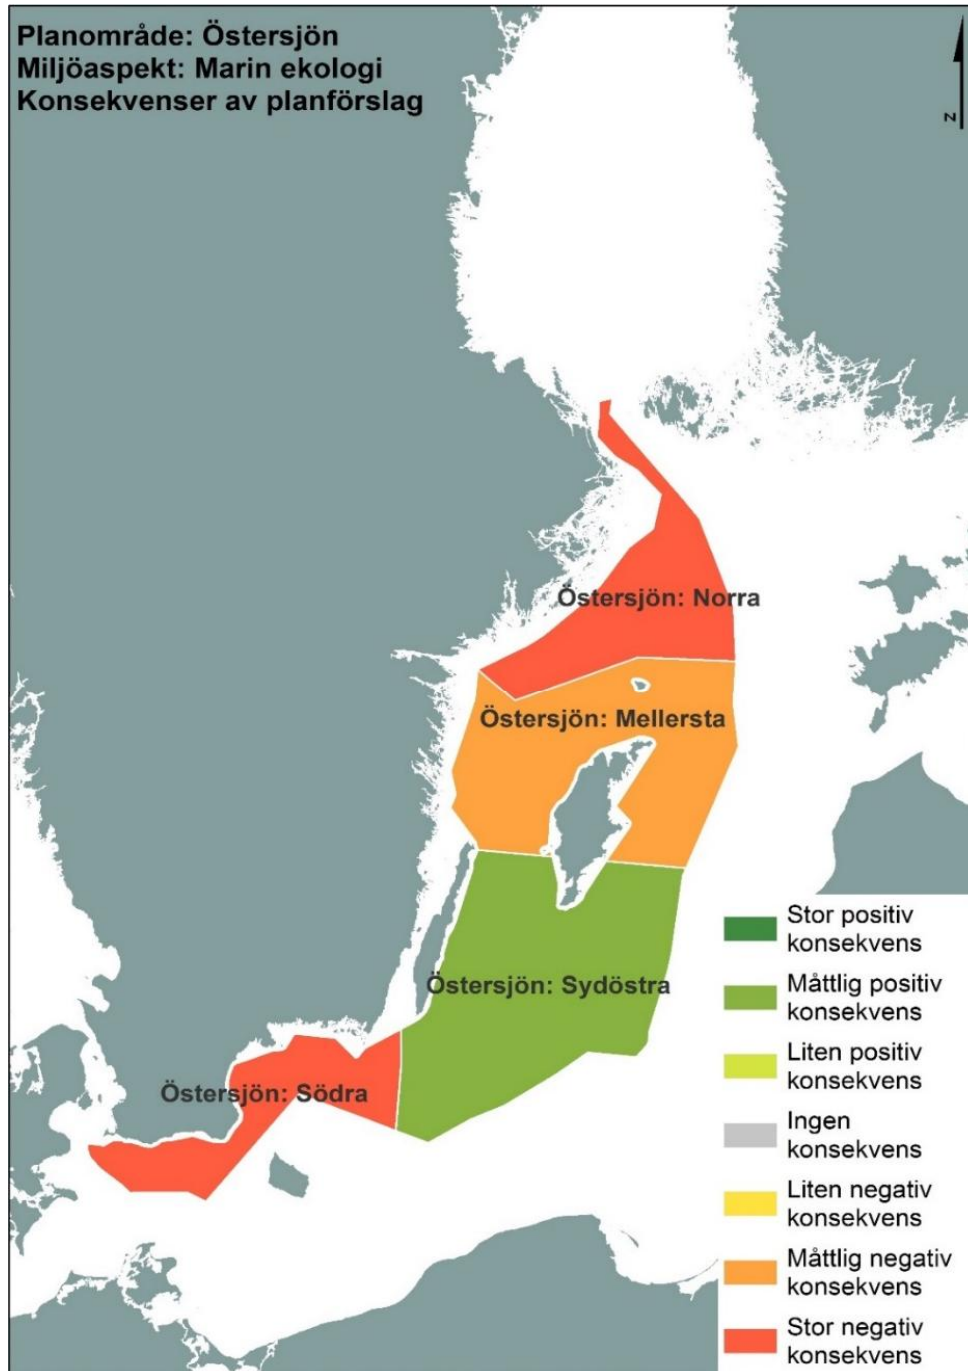 Planområde: Östersjön
Miljöaspekt: Marin ekologi
Konsekvenser av planförslag
N
Östersjön: Norra
Östersjön: Mellersta
Östersjön: Sydöstra
Östersjön: Södra
Stor positiv
konsekvens
Måttlig positiv
konsekvens
Liten positiv
konsekvens
Ingen
konsekvens
Liten negativ
konsekvens
Måttlig negativ
konsekvens
Stor negativ
konsekvens